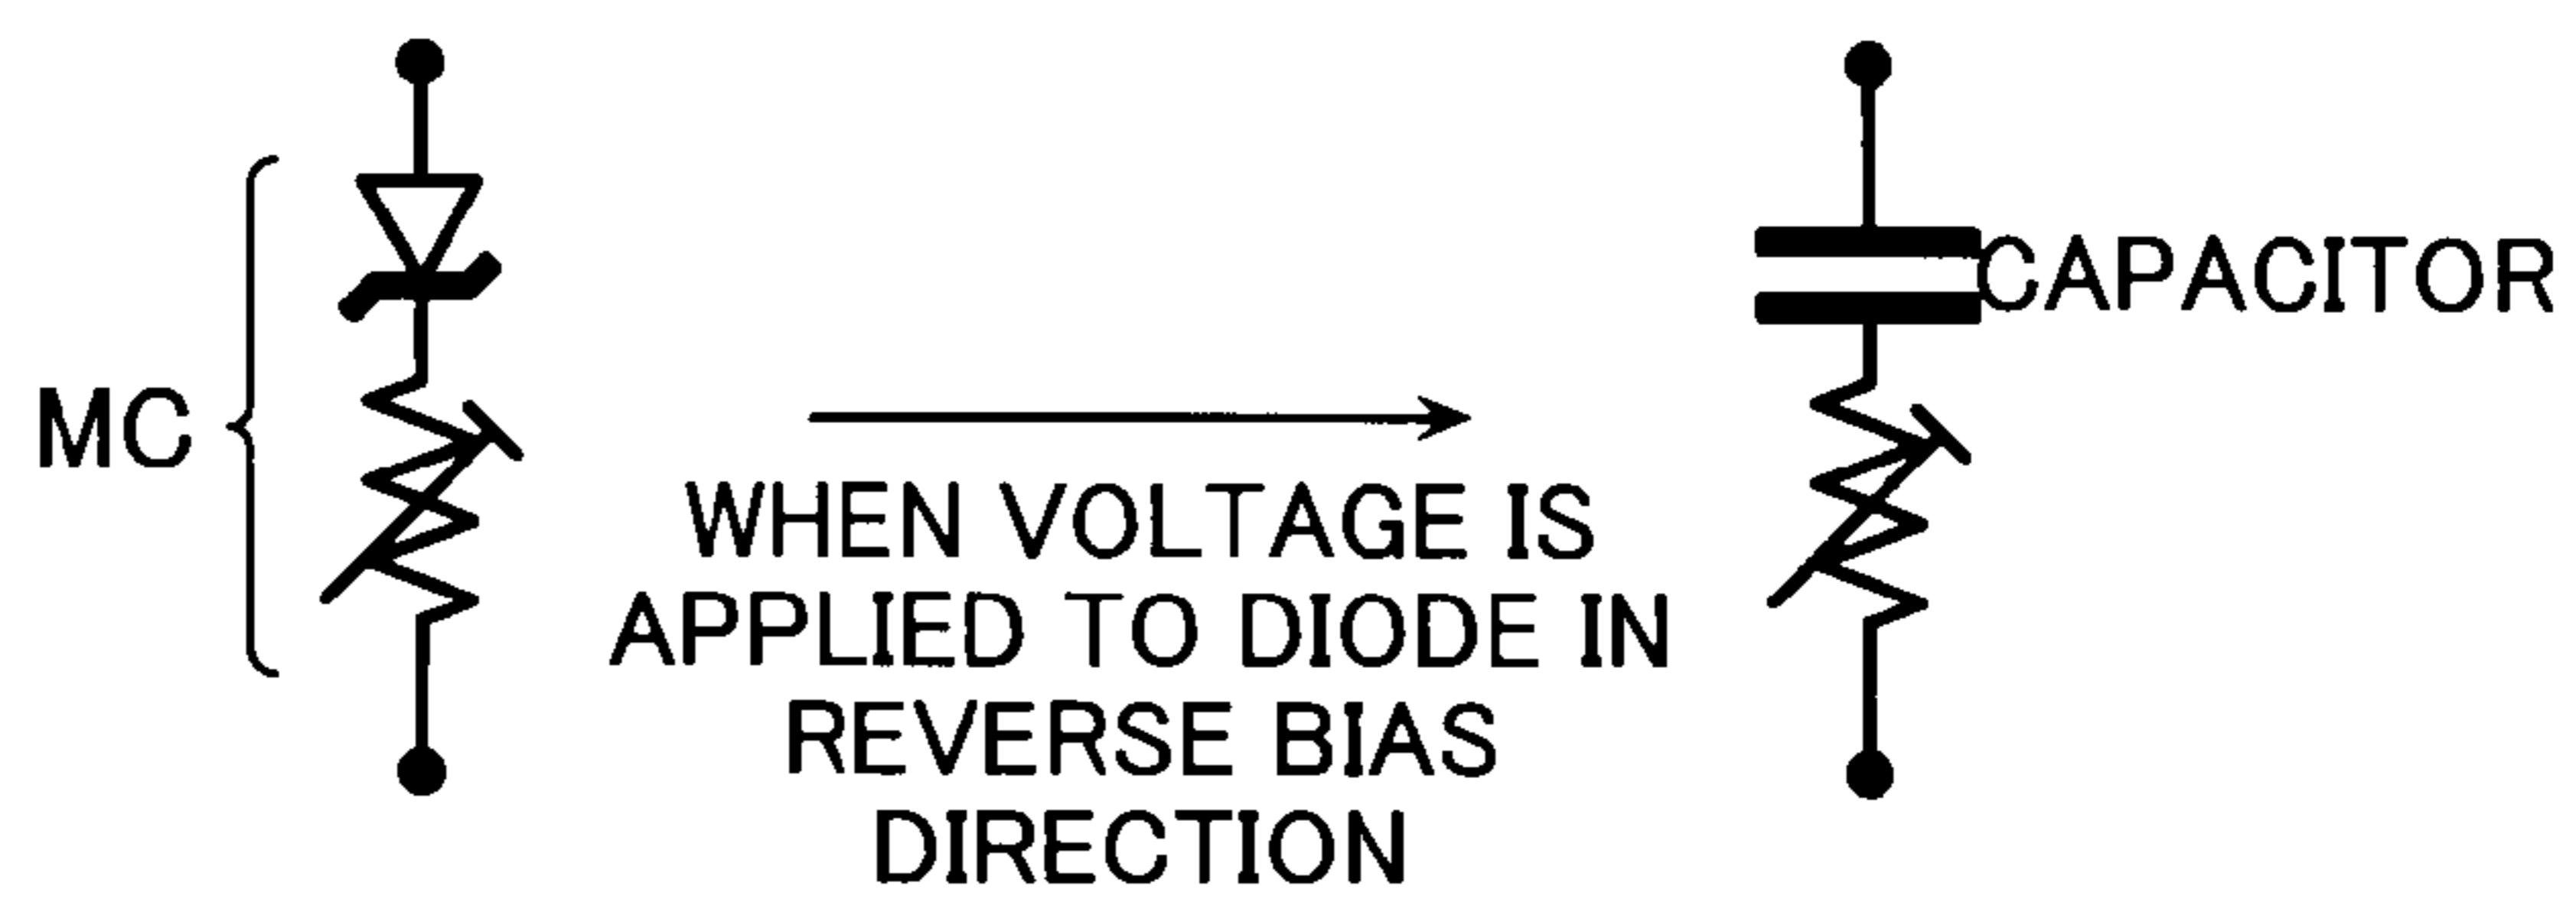 MC
WHEN VOLTAGE IS
APPLIED TO DIODE IN
REVERSE BIAS
DIRECTION
CAPACITOR